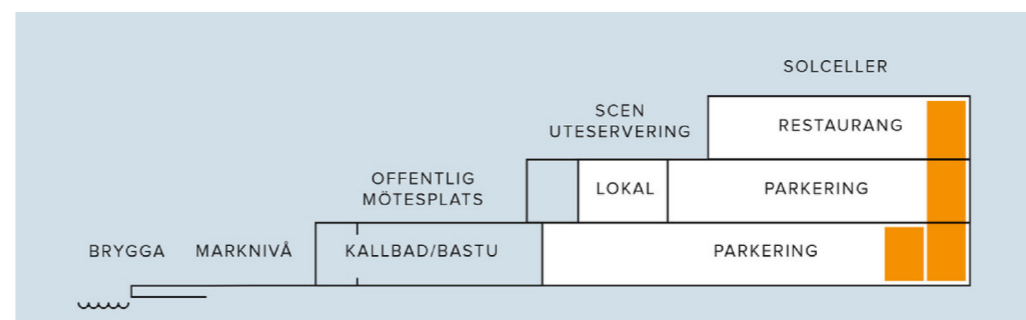 SOLCELLER
SCEN
UTESERVERING
RESTAURANG
OFFENTLIG
MÖTESPLATS
LOKAL
PARKERING
BRYGGA
MARKNIVÅ
KALLBAD/BASTU
PARKERING